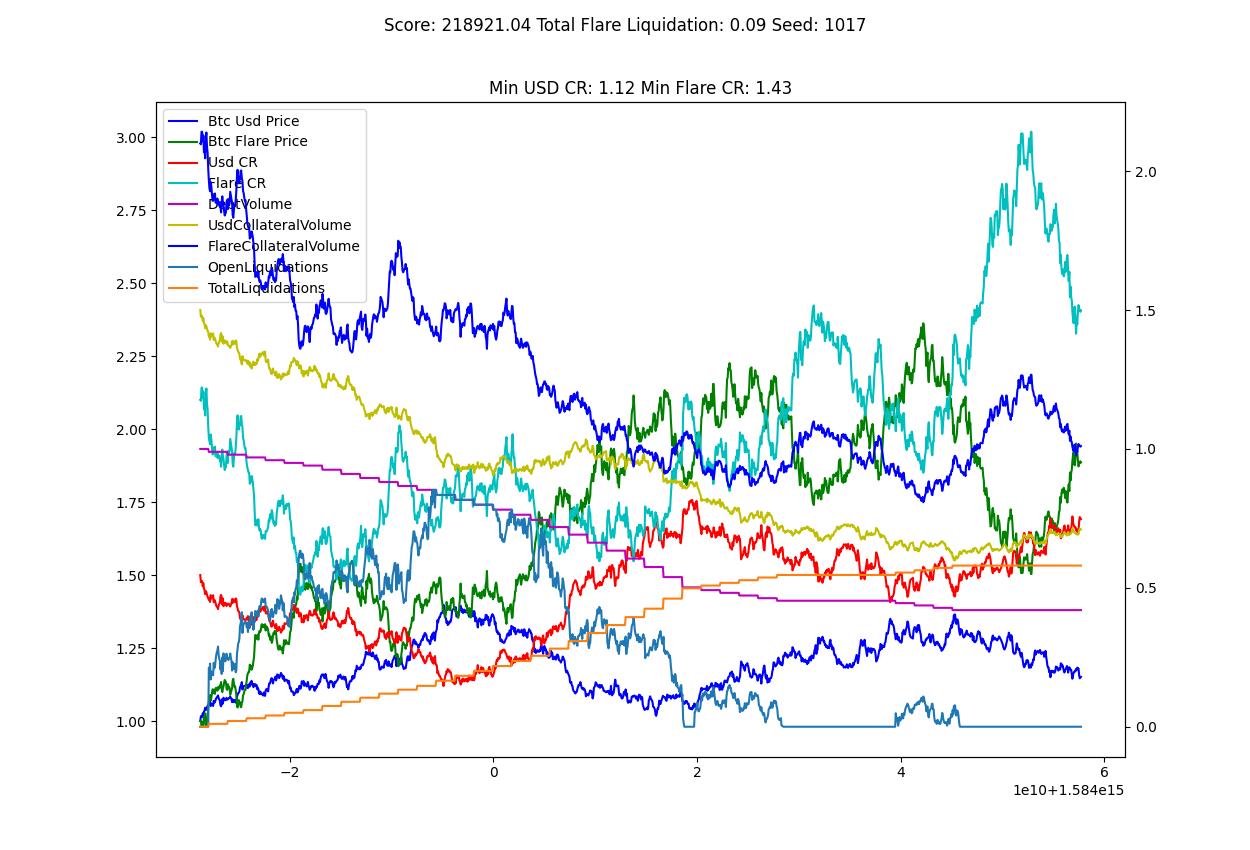 Score: 218921.04 Total Flare Liquidation: 0.09 Seed: 1017
Min USD CR: 1.12 Min Flare CR: 1.43
Btc Usd Price
Btc Flare Price
Usd CR
Flare CR
DebtVolume
UsdCollateralVolume
FlareCollateralVolume
OpenLiquidations
TotalLiquidations
3.00
2.75
2.50
2.25
2.00
1.75
1.50
1.25
1.00
2.0
1.5
1.0
0.5
0.0
−2
0
2
4
6
1e10+1.584e15